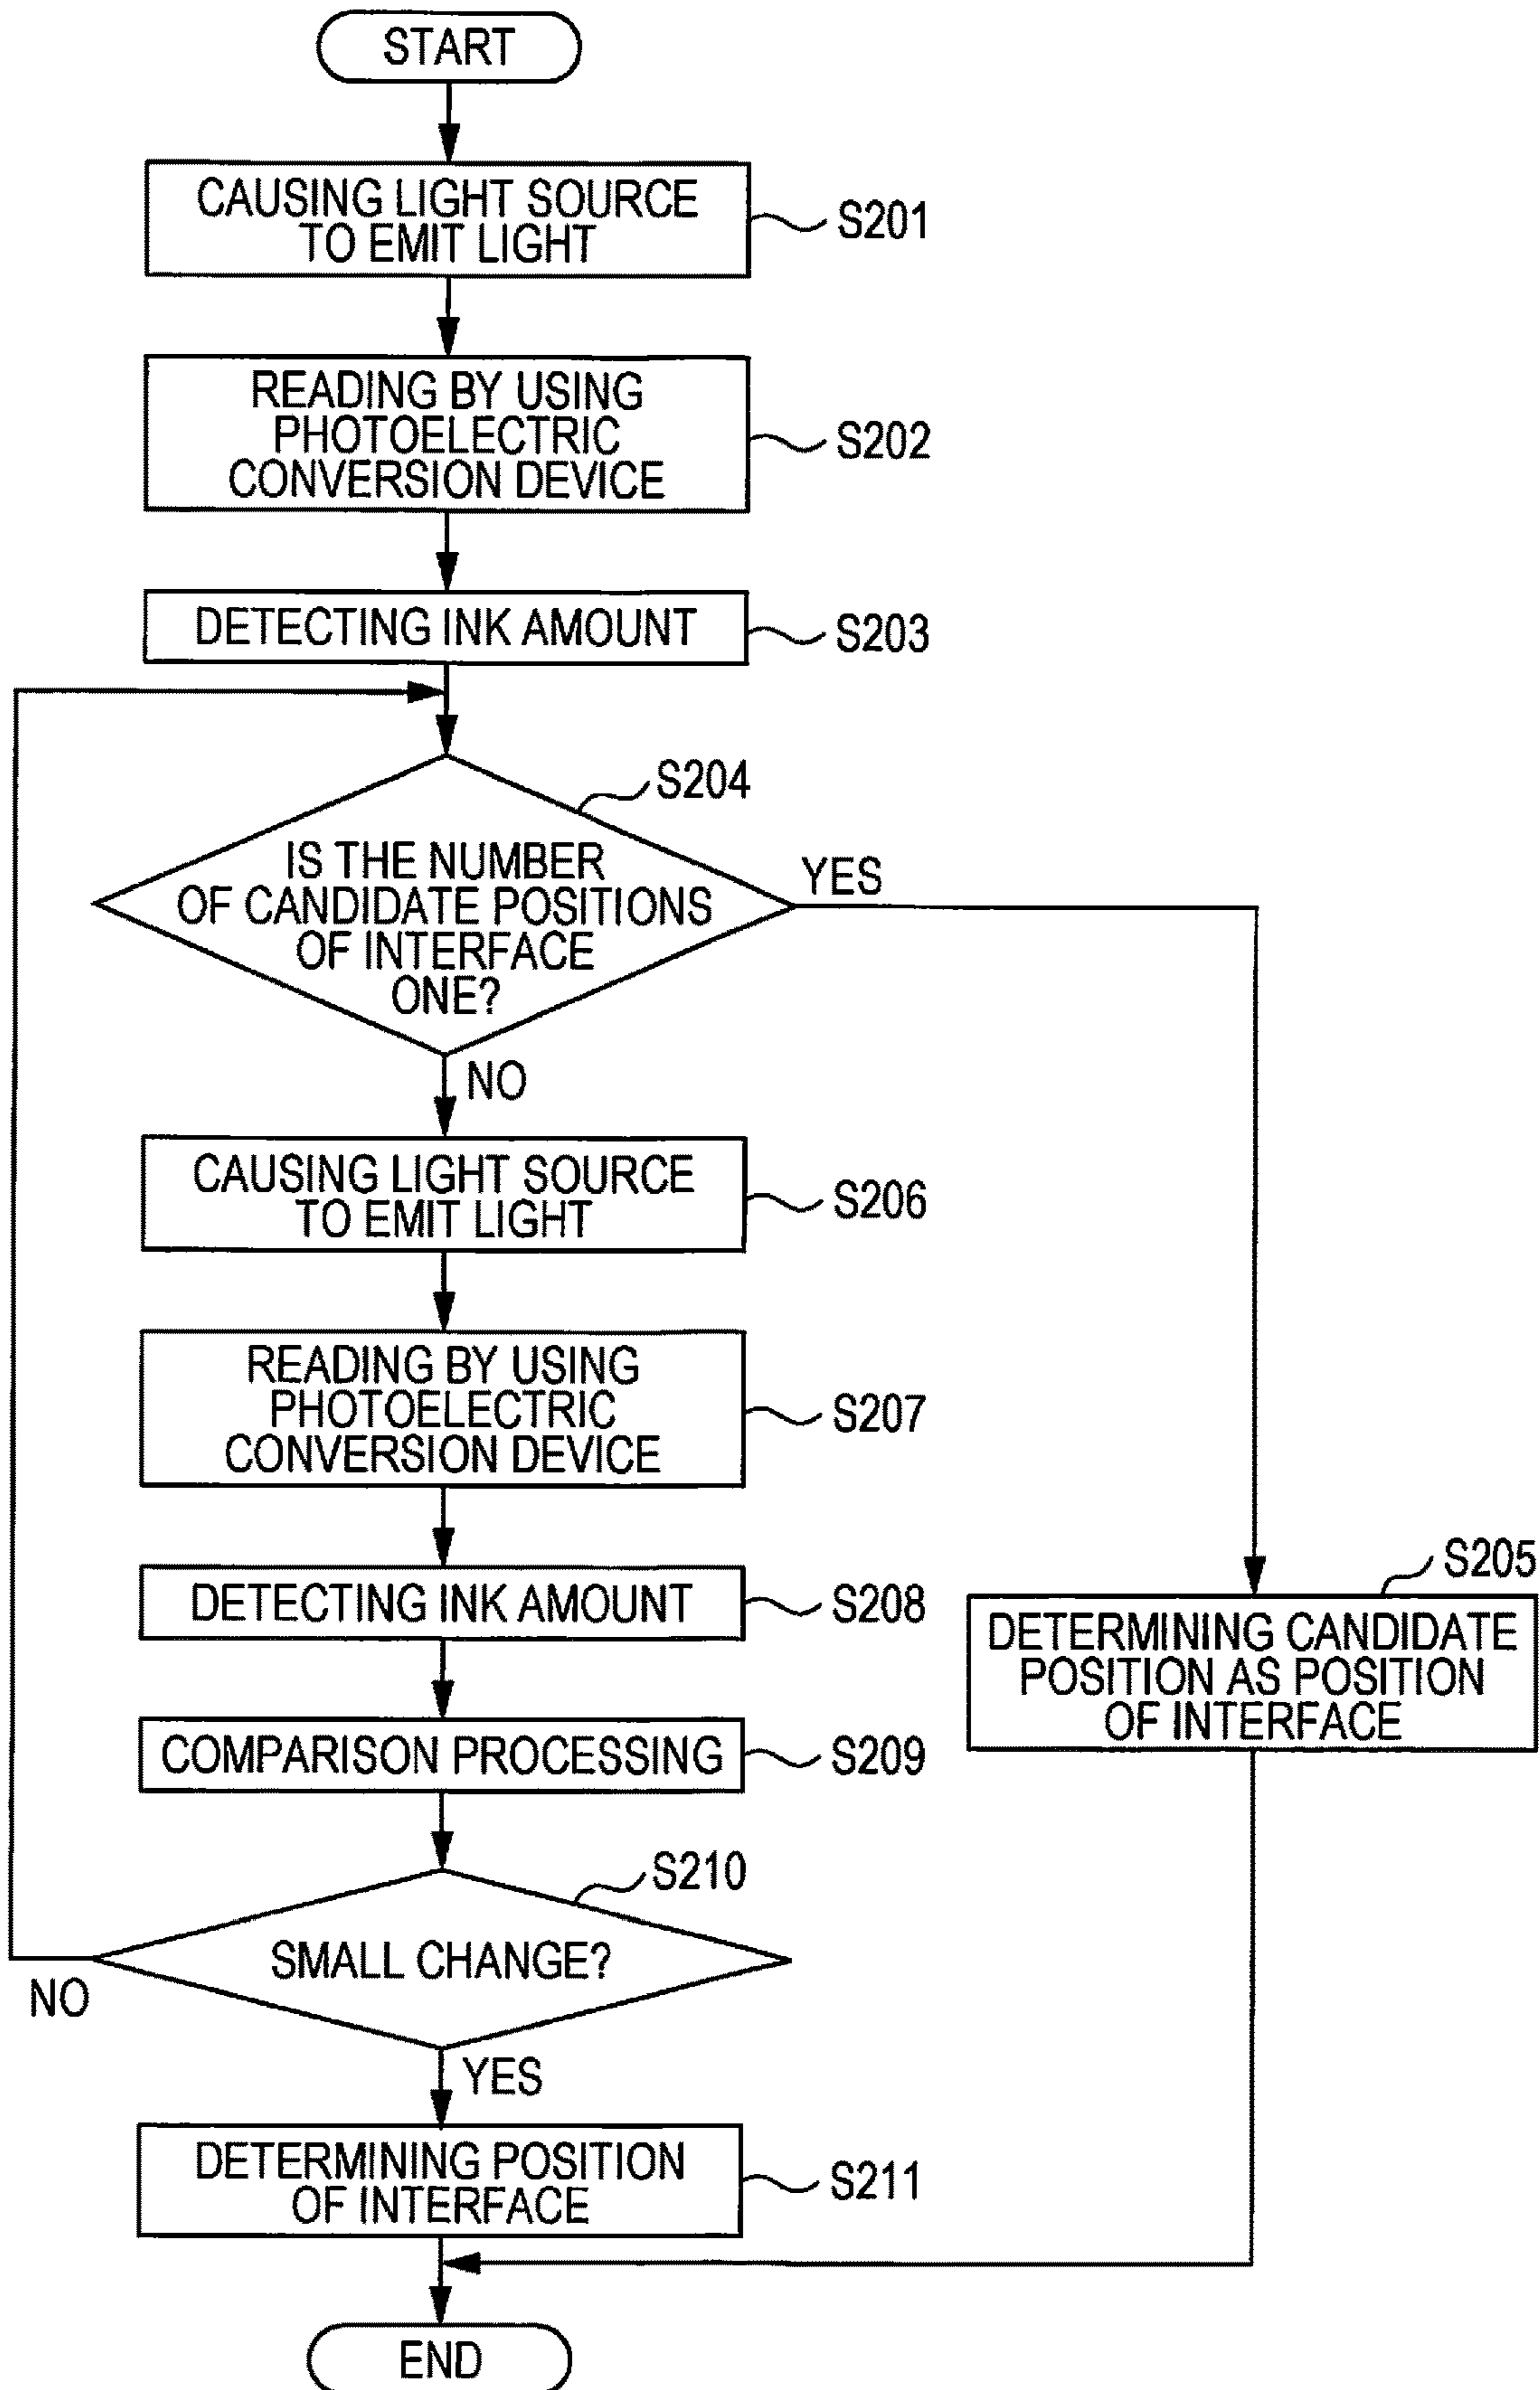 START
CAUSING LIGHT SOURCE
TO EMIT LIGHT
S201
READING BY USING
PHOTOELECTRIC
CONVERSION DEVICE
S202
DETECTING INK AMOUNT
S203
S204
IS THE NUMBER
OF CANDIDATE POSITIONS
OF INTERFACE
ONE?
YES
NO
CAUSING LIGHT SOURCE
TO EMIT LIGHT
S206
READING BY USING
PHOTOELECTRIC
CONVERSION DEVICE
S207
DETECTING INK AMOUNT
S208
S205
DETERMINING CANDIDATE
POSITION AS POSITION
OF INTERFACE
COMPARISON PROCESSING
S209
S210
SMALL CHANGE?
NO
YES
DETERMINING POSITION
OF INTERFACE
S211
END